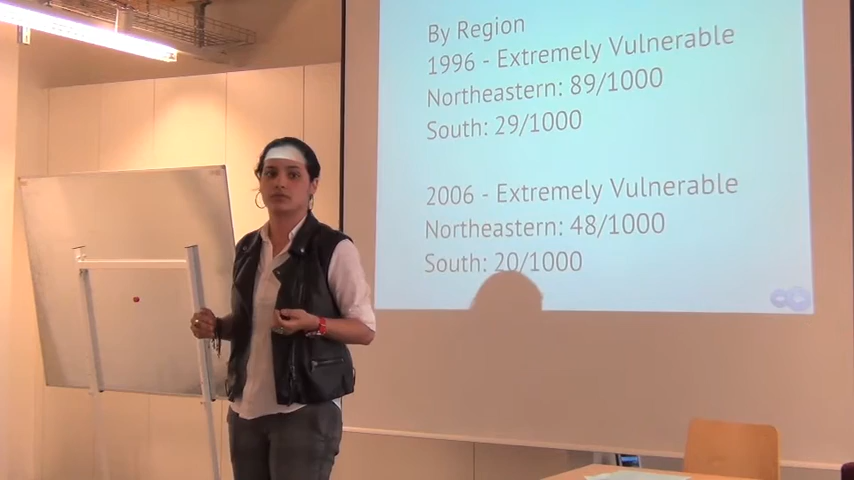 By Region
1996 - Extremely Vulnerable
Northeastern: 89/1000
South: 29/1000
2006 - Extremely Vulnerable
Northeastern: 48/1000
South: 20/1000